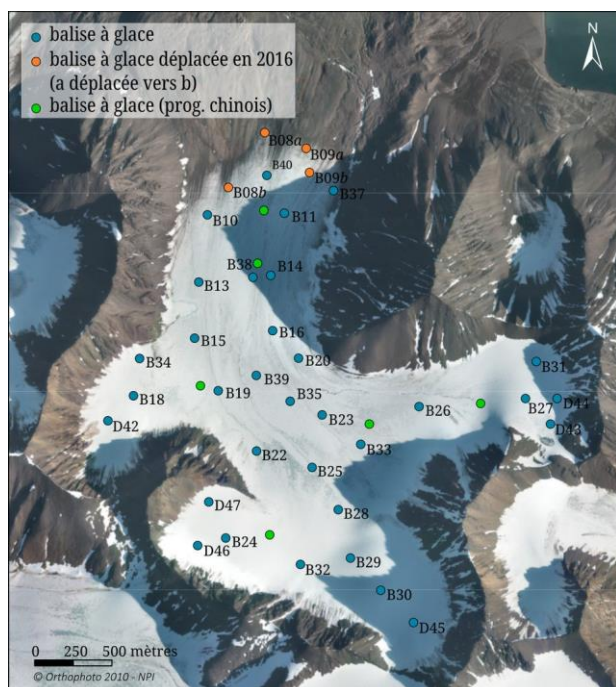 balise à glace
balise à glace déplacée en 2016
(a déplacée vers b)
balise à glace (prog. chinois)
N
B08a
B09a
B40
B09b
B08b
B37
B10
B11
B38
B14
B13
B16
B15
B20
B34
B31
B39
B18
B19
B35
B27
D44
B26
D42
B23
D43
B33
B22
B25
D47
B28
B24
D46
B29
B32
B30
D45
0 250 500 mètres
© Orthophoto 2010 - NPI